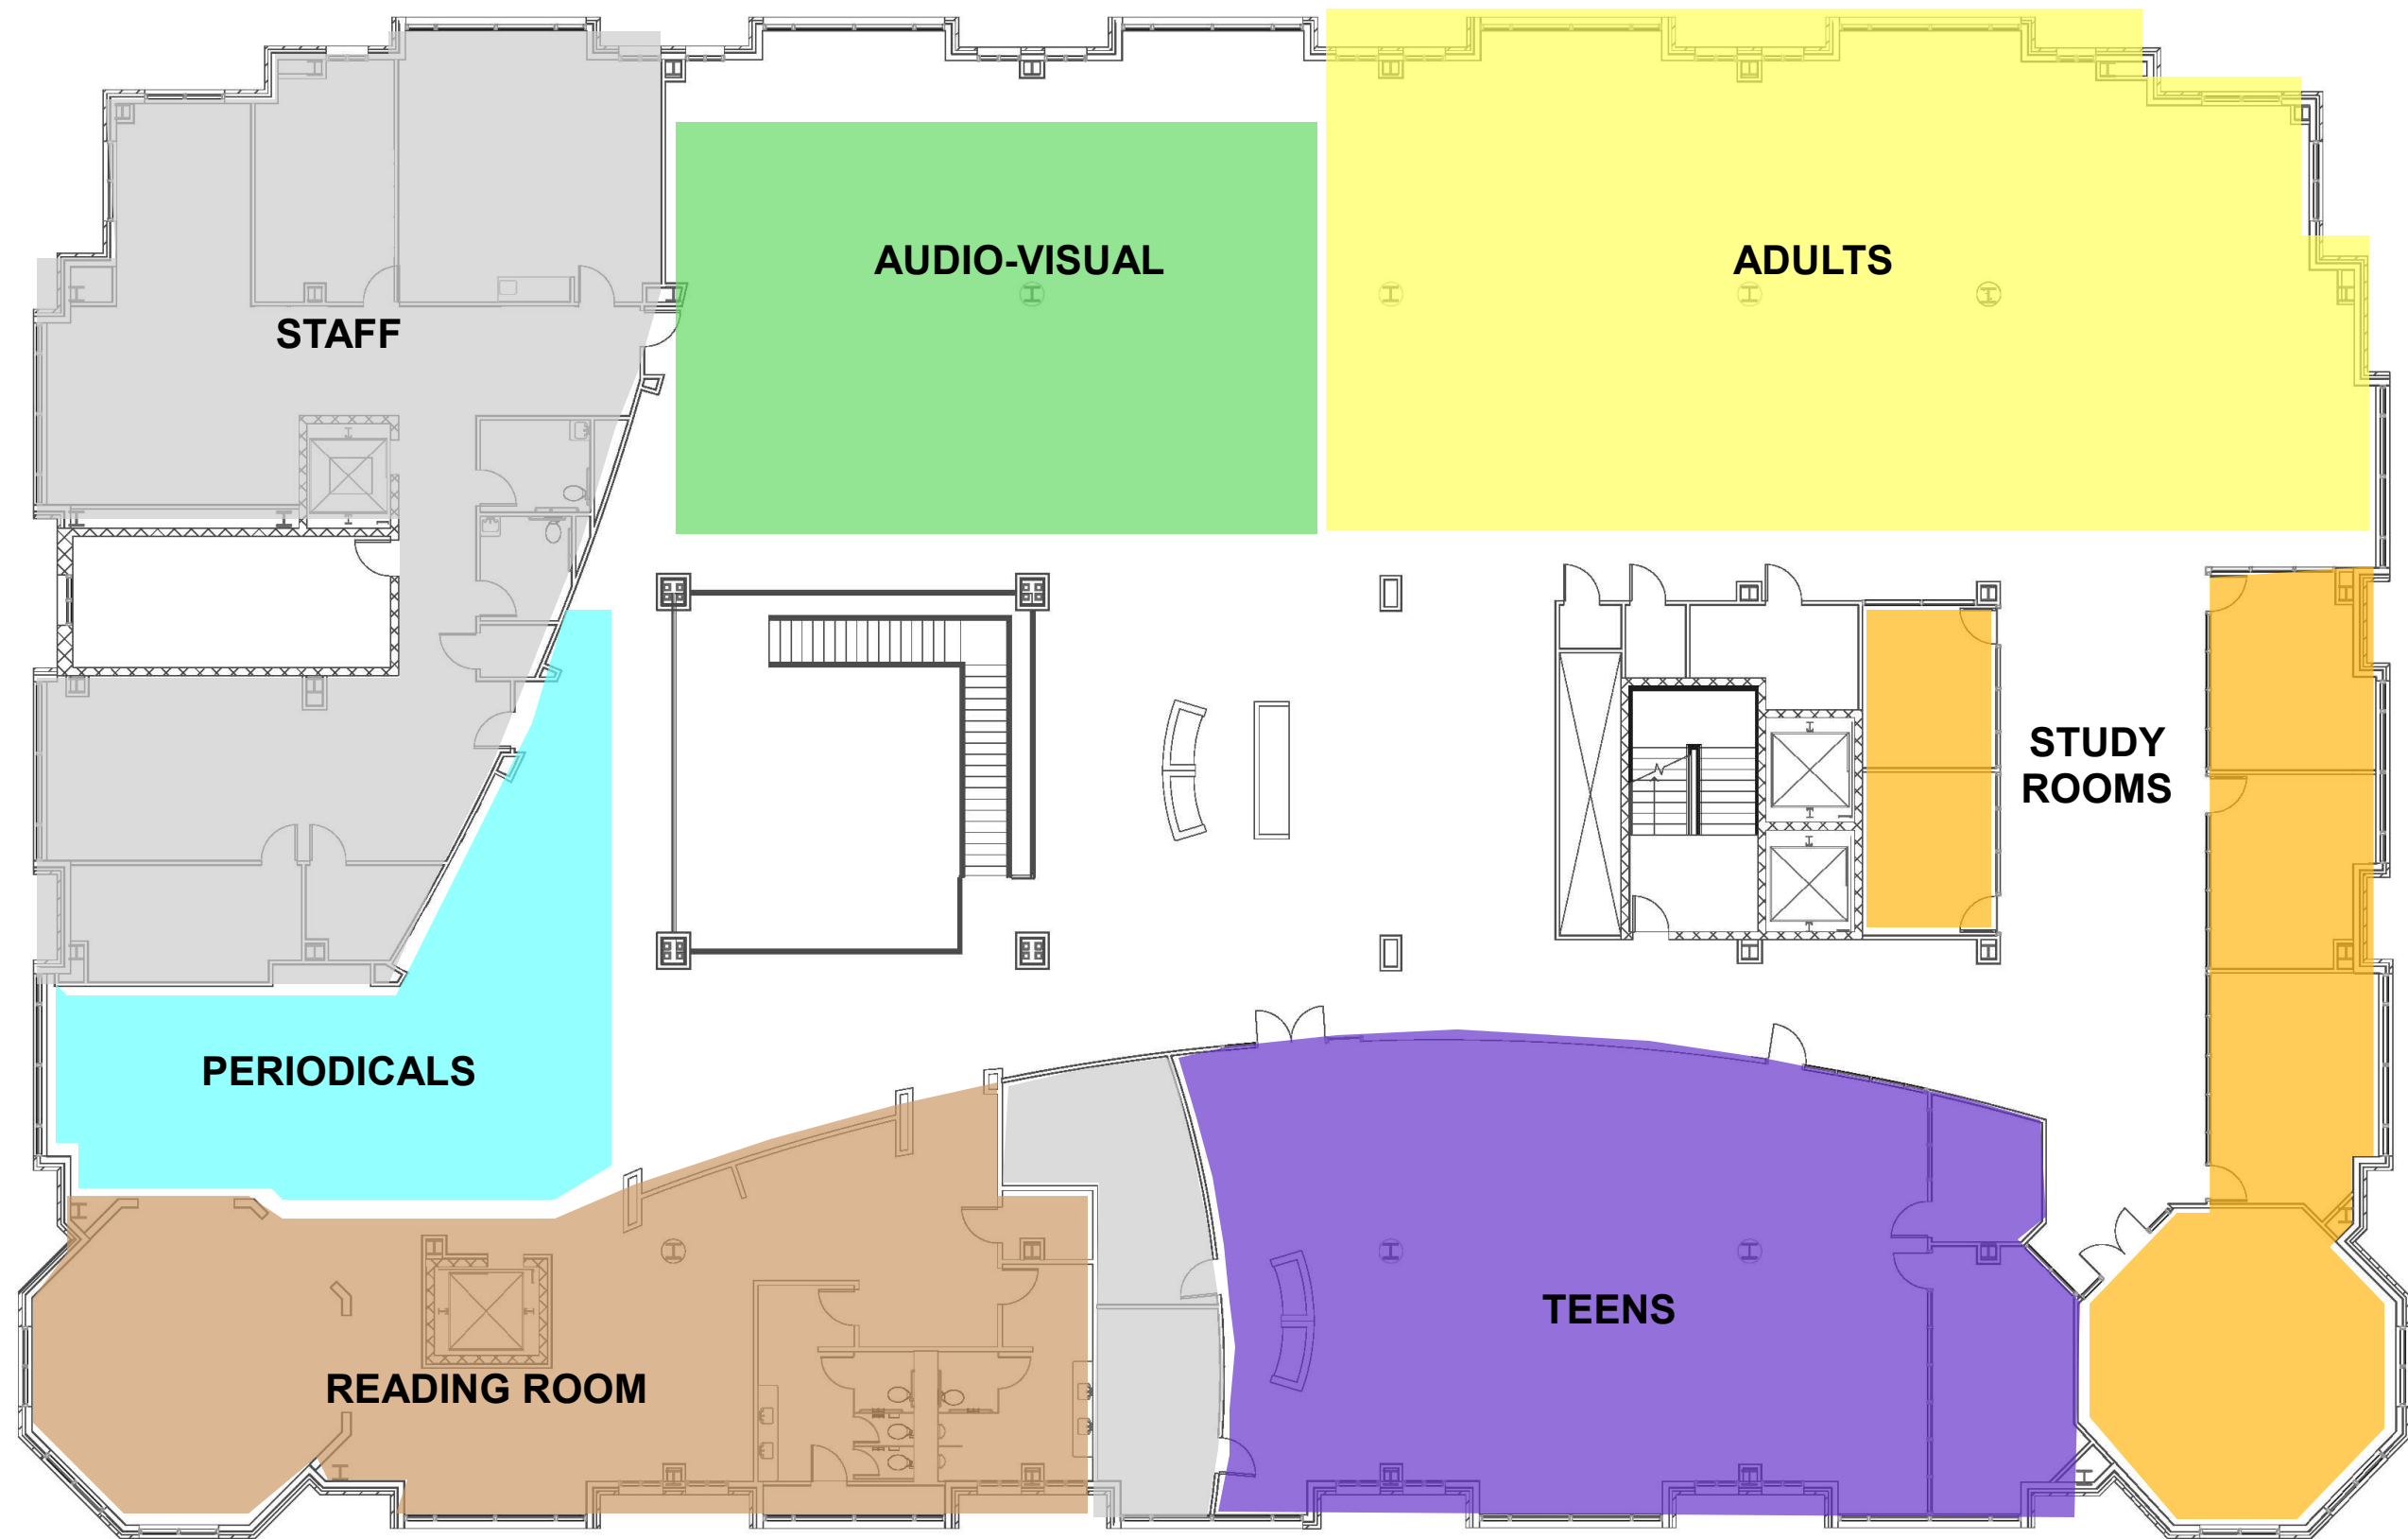 AUDIO-VISUAL
ADULTS
STAFF
STUDY
ROOMS
PERIODICALS
TEENS
READING ROOM